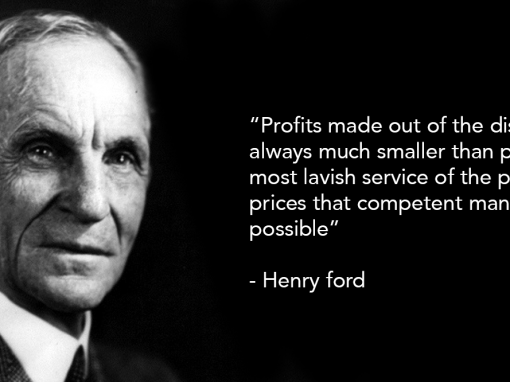 ”Profits made out of the
always much smaller than
most lavish service of the
prices that competent
possible”
- Henry ford